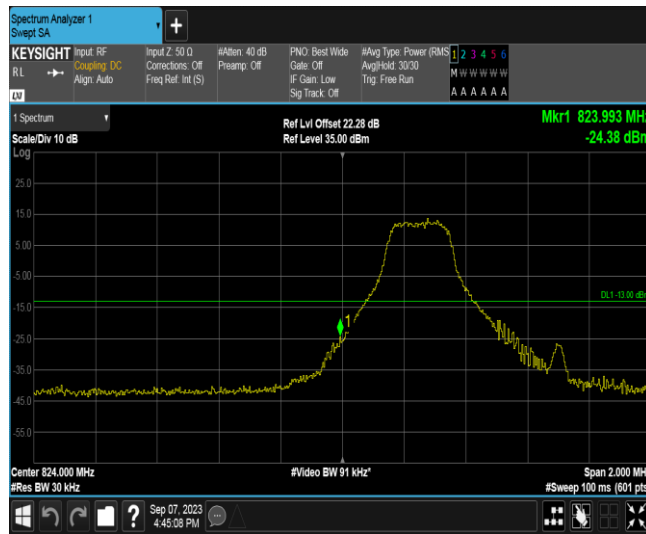 Spectrum Analyzer 1
Swept SA
+
KEYSIGHT
RL
LXI
Input: RF
Coupling: DC
Align: Auto
Input Z: 50 Ω
Corrections: Off
Freq Ref: Int (S)
#Atten: 40 dB
Preamp: Off
PNO: Best Wide
Gate: Off
IF Gain: Low
Sig Track: Off
#Avg Type: Power (RMS
Avg|Hold: 30/30
Trig: Free Run
1 2 3 4 5 6
M W W W W W
A A A A A A
1 Spectrum
Scale/Div 10 dB
Log
Ref Lvl Offset 22.28 dB
Ref Level 35.00 dBm
Mkr1 823.993 MHz
-24.38 dBm
25.0
15.0
5.00
-5.00
-15.0
-25.0
-35.0
-45.0
-55.0
1
DL1 -13.00 dBm
Center 824.000 MHz
#Res BW 30 kHz
#Video BW 91 kHz*
Span 2.000 MHz
#Sweep 100 ms (601 pts)
?
Sep 07, 2023
4:45:08 PM